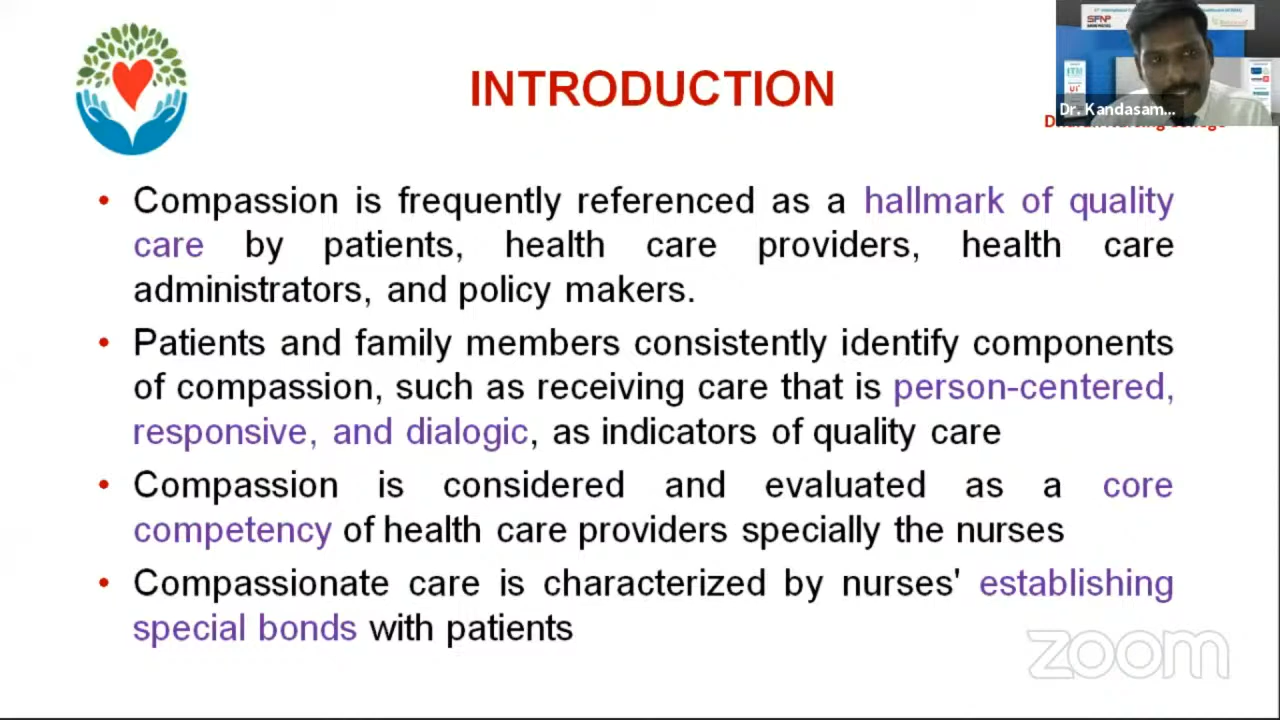 INTRODUCTION
Dr. Kandasam...
Nursing College
Compassion is frequently referenced as a hallmark of quality
care by patients, health care providers, health care
administrators, and policy makers.
Patients and family members consistently identify components
of compassion, such as receiving care that is person-centered,
responsive, and dialogic, as indicators of quality care
Compassion is considered and evaluated as a core
competency of health care providers specially the nurses
Compassionate care is characterized by nurses' establishing
special bonds with patients
zoom